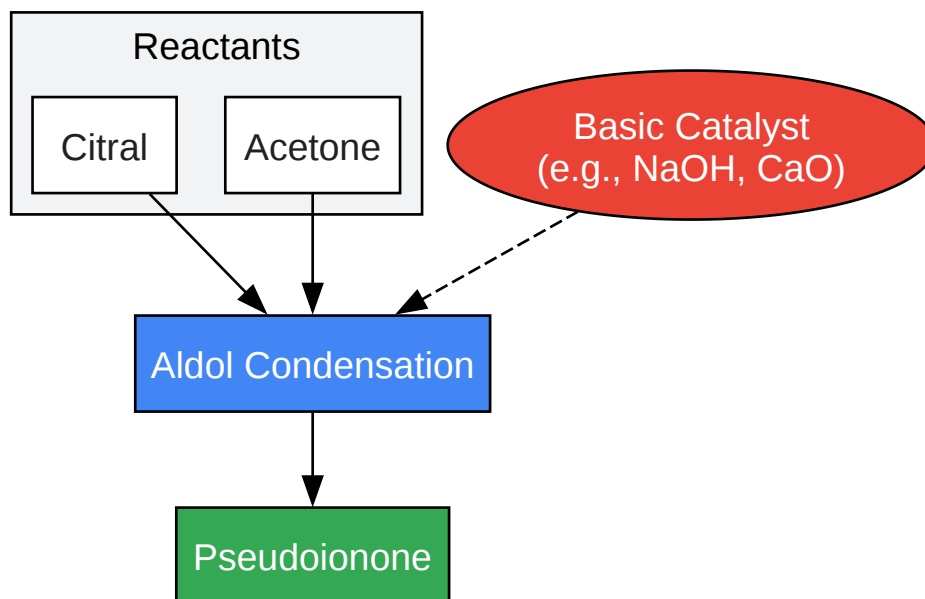 Reactants
Citral
Acetone
Basic Catalyst
(e.g., NaOH, CaO)
Aldol Condensation
Pseudoionone